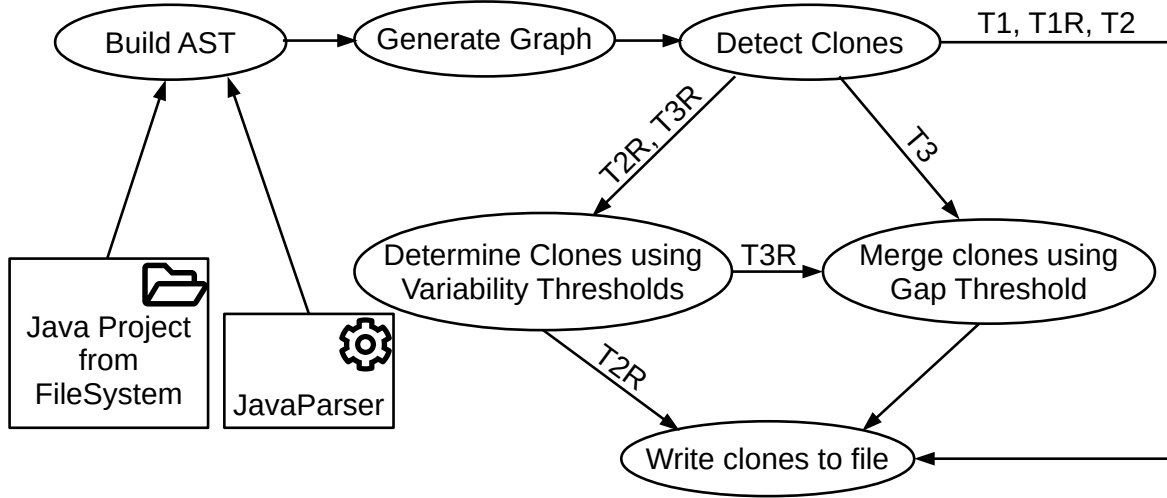 Build AST
Generate Graph
Detect Clones
T1, T1R, T2
T2R, T3R
T3
Determine Clones using
Variability Thresholds
T3R
Merge clones using
Gap Threshold
Java Project
from
FileSystem
JavaParser
T2R
Write clones to file